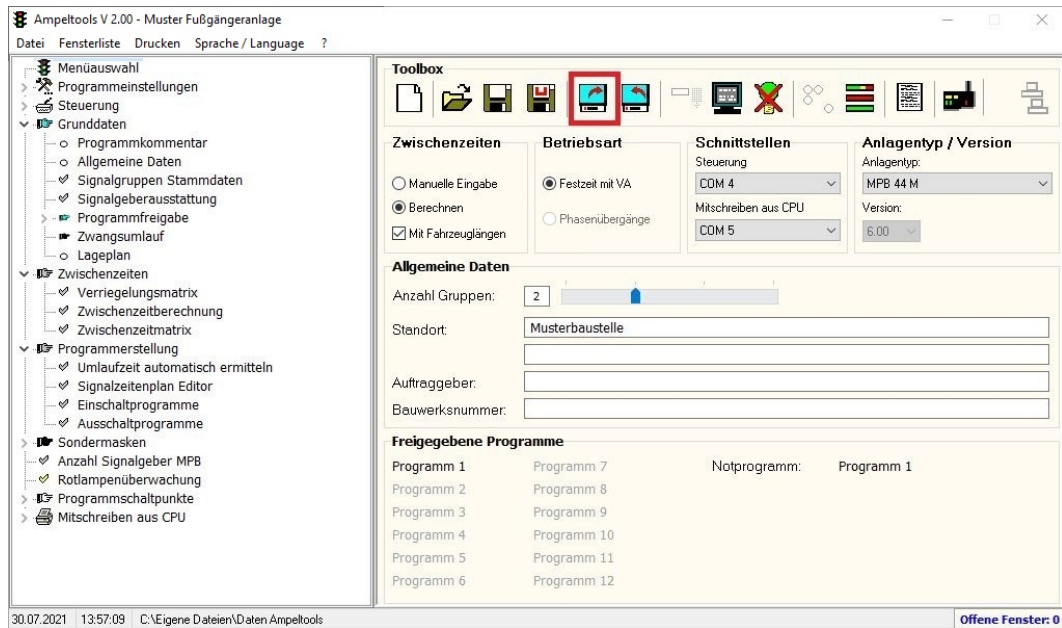 Ampeltools V 2.00 - Muster Fußgängeranlage
Datei Fensterliste Drucken Sprache / Language ?
Menüauswahl
Programmeinstellungen
Steuerung
Grunddaten
Programmkommentar
Allgemeine Daten
Signalgruppen Stammdaten
Signalgeberausstattung
Programmfreigabe
Zwangsumlauf
Lageplan
Zwischenzeiten
Verriegelungsmatrix
Zwischenzeitberechnung
Zwischenzeitmatrix
Programmerstellung
Umlaufzeit automatisch ermitteln
Signalzeitenplan Editor
Einschaltprogramme
Ausschaltprogramme
Sondermasken
Anzahl Signalgeber MPB
Rotlampenüberwachung
Programmschaltpunkte
Mitschreiben aus CPU
Toolbox
Zwischenzeiten
Manuelle Eingabe
Berechnen
Mit Fahrzeuglängen
Betriebsart
Festzeit mit VA
Phasenübergänge
Schnittstellen
Steuerung
COM 4
Mitschreiben aus CPU
COM 5
Anlagentyp / Version
Anlagentyp:
MPB 44 M
Version:
6.00
Allgemeine Daten
Anzahl Gruppen: 2
Standort: Musterbaustelle
Auftraggeber:
Bauwerksnummer:
Freigegebene Programme
Programm 1 Programm 7 Notprogramm: Programm 1
Programm 2 Programm 8
Programm 3 Programm 9
Programm 4 Programm 10
Programm 5 Programm 11
Programm 6 Programm 12
30.07.2021 13:57:09 C:\Eigene Dateien\Daten Ampeltools Offene Fenster: 0